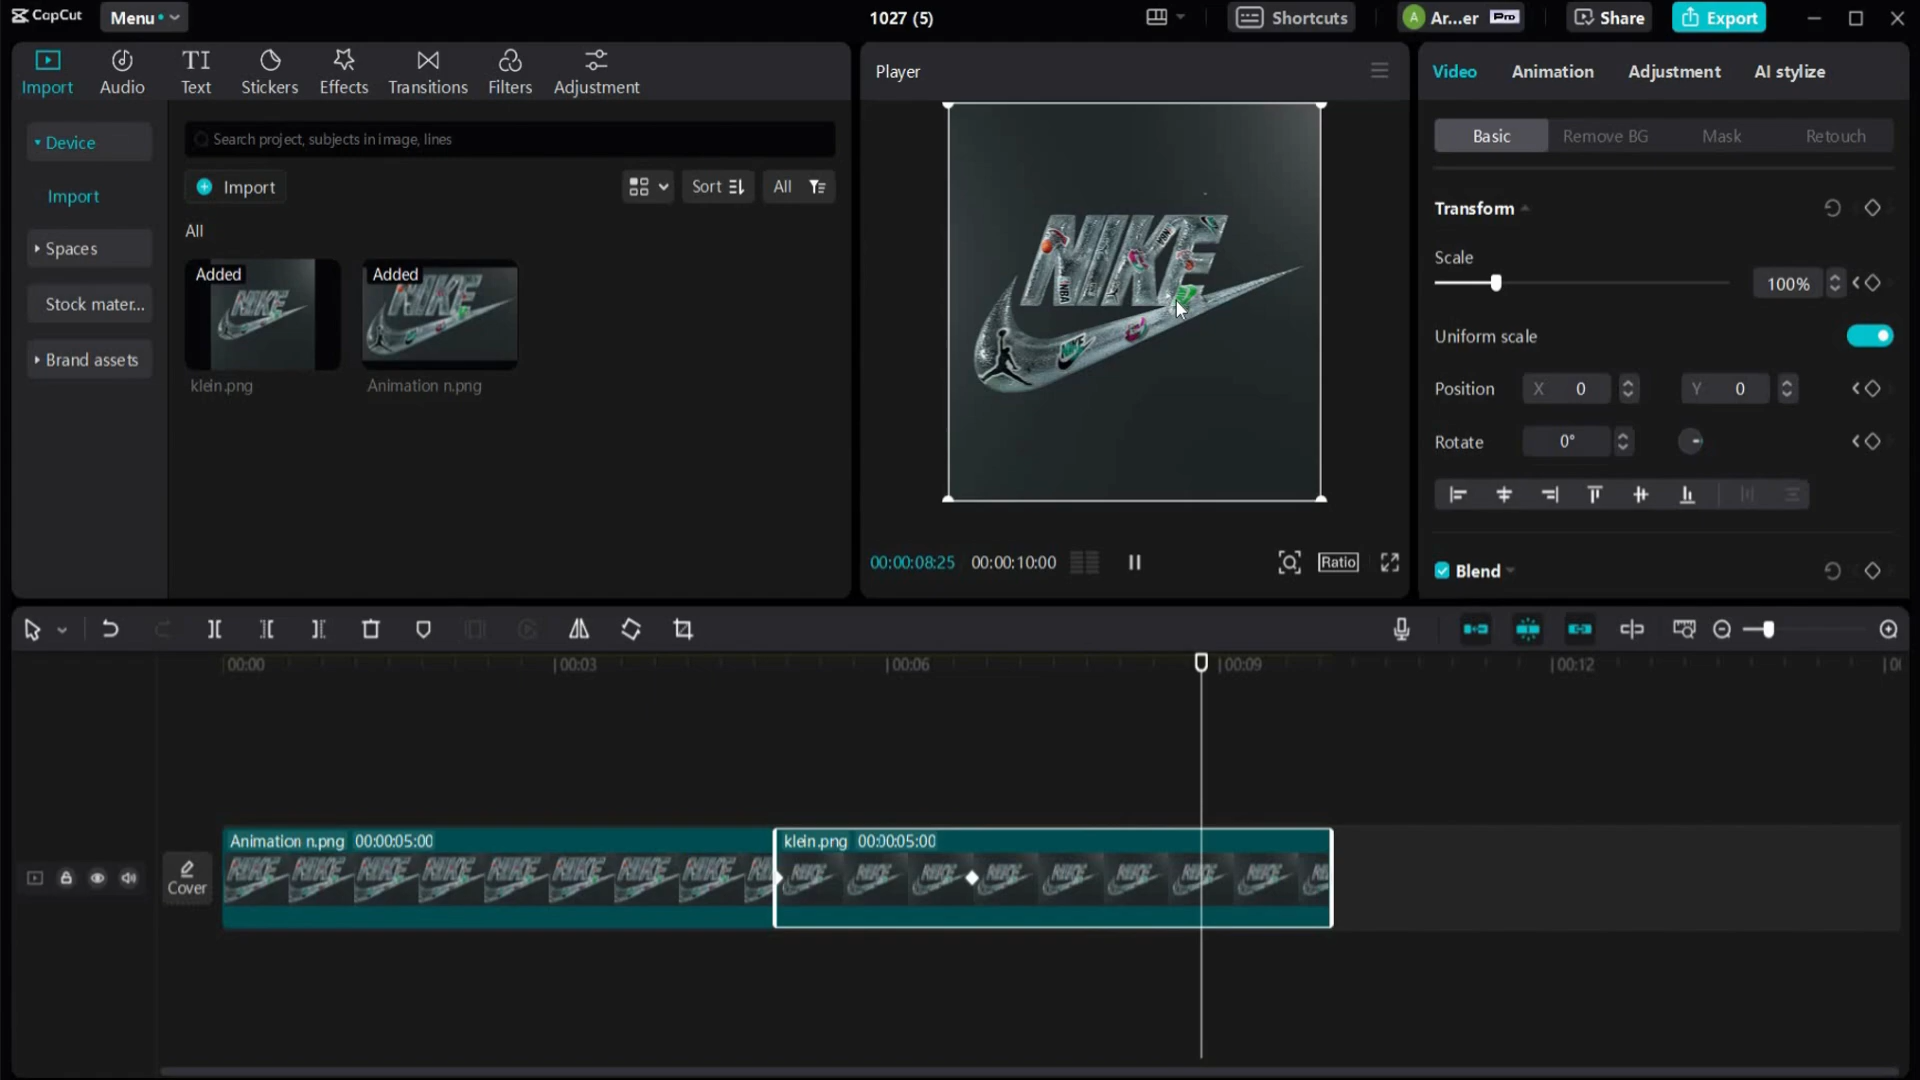 CapCut
Menu
1027 (5)
Shortcuts
A
Ar...er
Pro
Share
Export
Import
Audio
TI
Text
Stickers
Effects
Transitions
Filters
Adjustment
Device
Import
Spaces
Stock mater...
Brand assets
Search project, subjects in image, lines
Import
Sort
All
All
Added
Added
klein.png
Animation n.png
Player
NIKE
NBA
NBA
00:00:08:25
00:00:10:00
Ratio
Video
Animation
Adjustment
AI stylize
Basic
Remove BG
Mask
Retouch
Transform
Scale
100%
Uniform scale
Position
X 0
Y 0
Rotate
0°
Blend
00:00
00:03
00:06
00:09
00:12
Cover
Animation n.png 00:00:05:00
klein.png 00:00:05:00